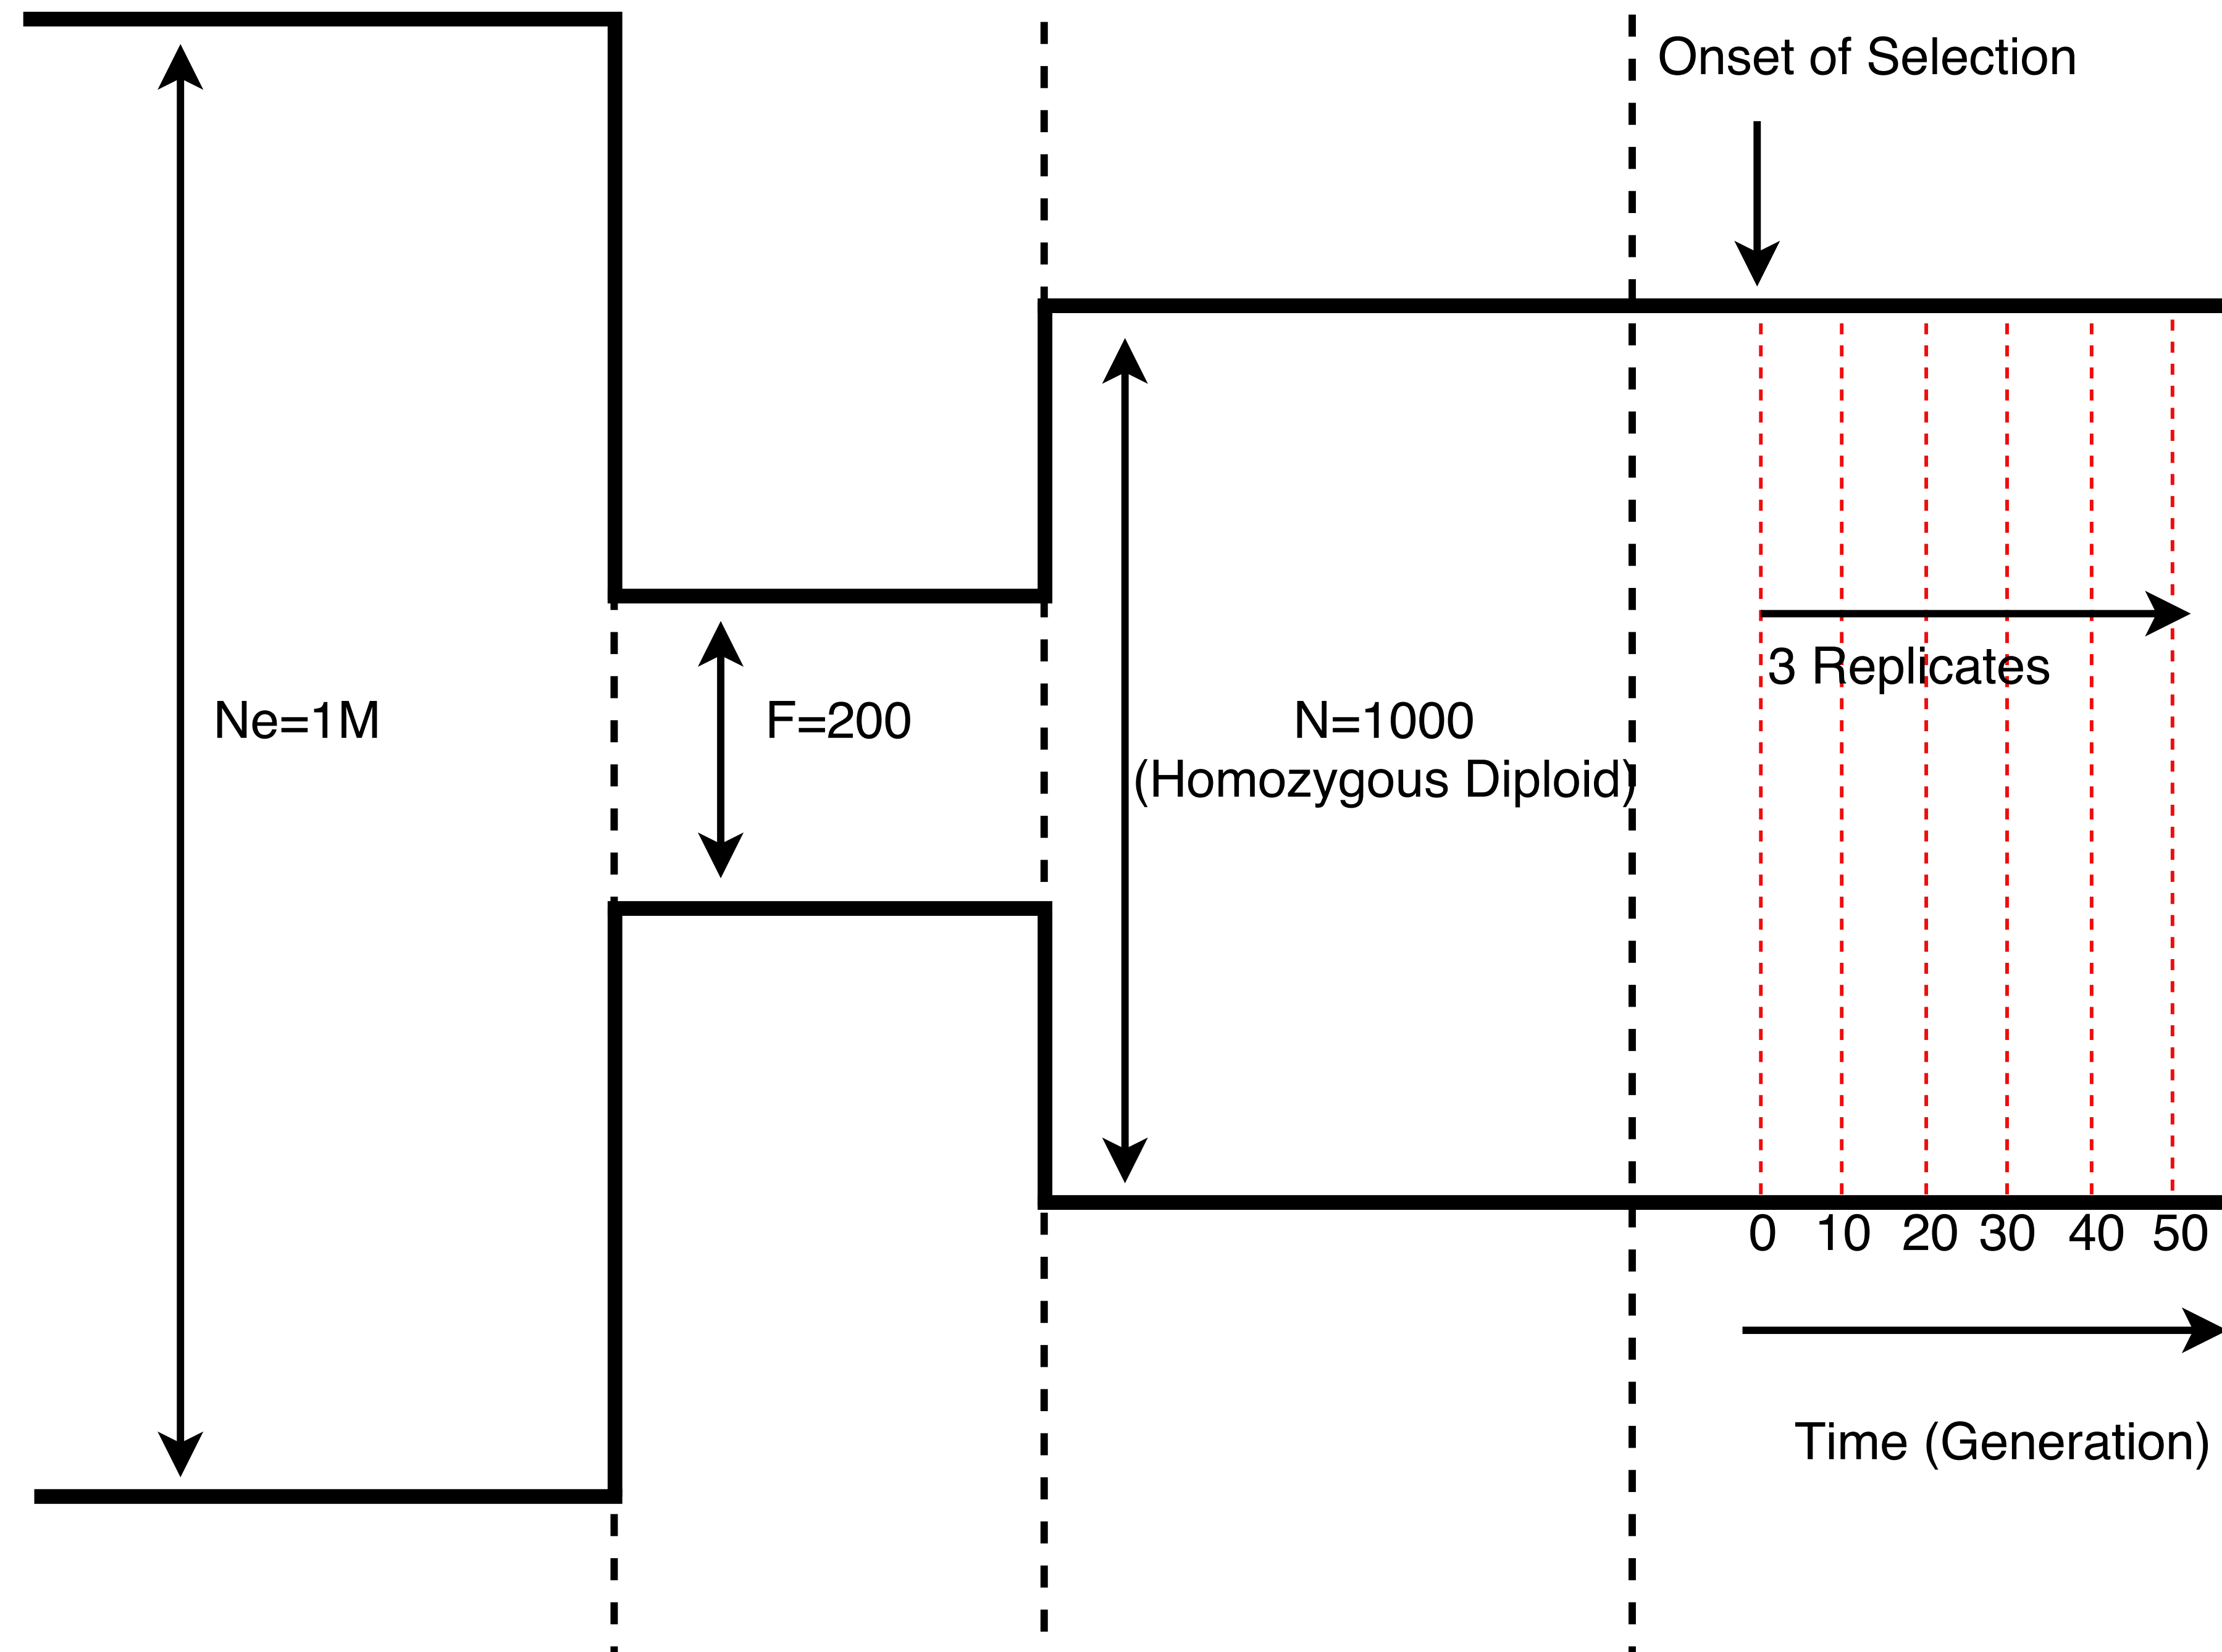 Onset of Selection
3 Replicates
Ne=1M
F=200
N=1000
(Homozygous Diploid)
0 10 20 30 40 50
Time (Generation)